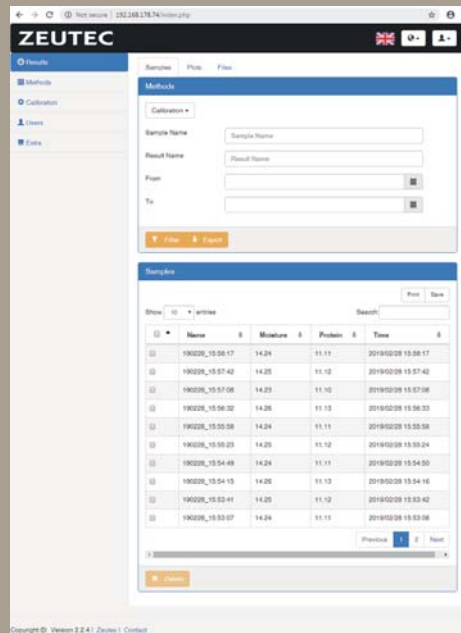 Not secure | 192.168.178.74/index.php
ZEUTEC
Results
Methods
Calibration
Users
Extra
Samples Plots Files
Methods
Calibration
Sample Name Sample Name
Result Name Result Name
From
To
Filter Export
Samples
Print Save
Show 10 entries Search:
Name Moisture Protein Time
190228_15:58:17 14.24 11.11 2019/02/28 15:58:17
190228_15:57:42 14.25 11.12 2019/02/28 15:57:42
190228_15:57:08 14.23 11.10 2019/02/28 15:57:08
190228_15:56:32 14.26 11.13 2019/02/28 15:56:33
190228_15:55:58 14.24 11.11 2019/02/28 15:55:58
190228_15:55:23 14.25 11.12 2019/02/28 15:55:24
190228_15:54:49 14.24 11.11 2019/02/28 15:54:50
190228_15:54:15 14.26 11.13 2019/02/28 15:54:16
190228_15:53:41 14.25 11.12 2019/02/28 15:53:42
190228_15:53:07 14.24 11.11 2019/02/28 15:53:08
Previous 1 2 Next
Delete
Copyright © Version 2.2.4 | Zeutec | Contact